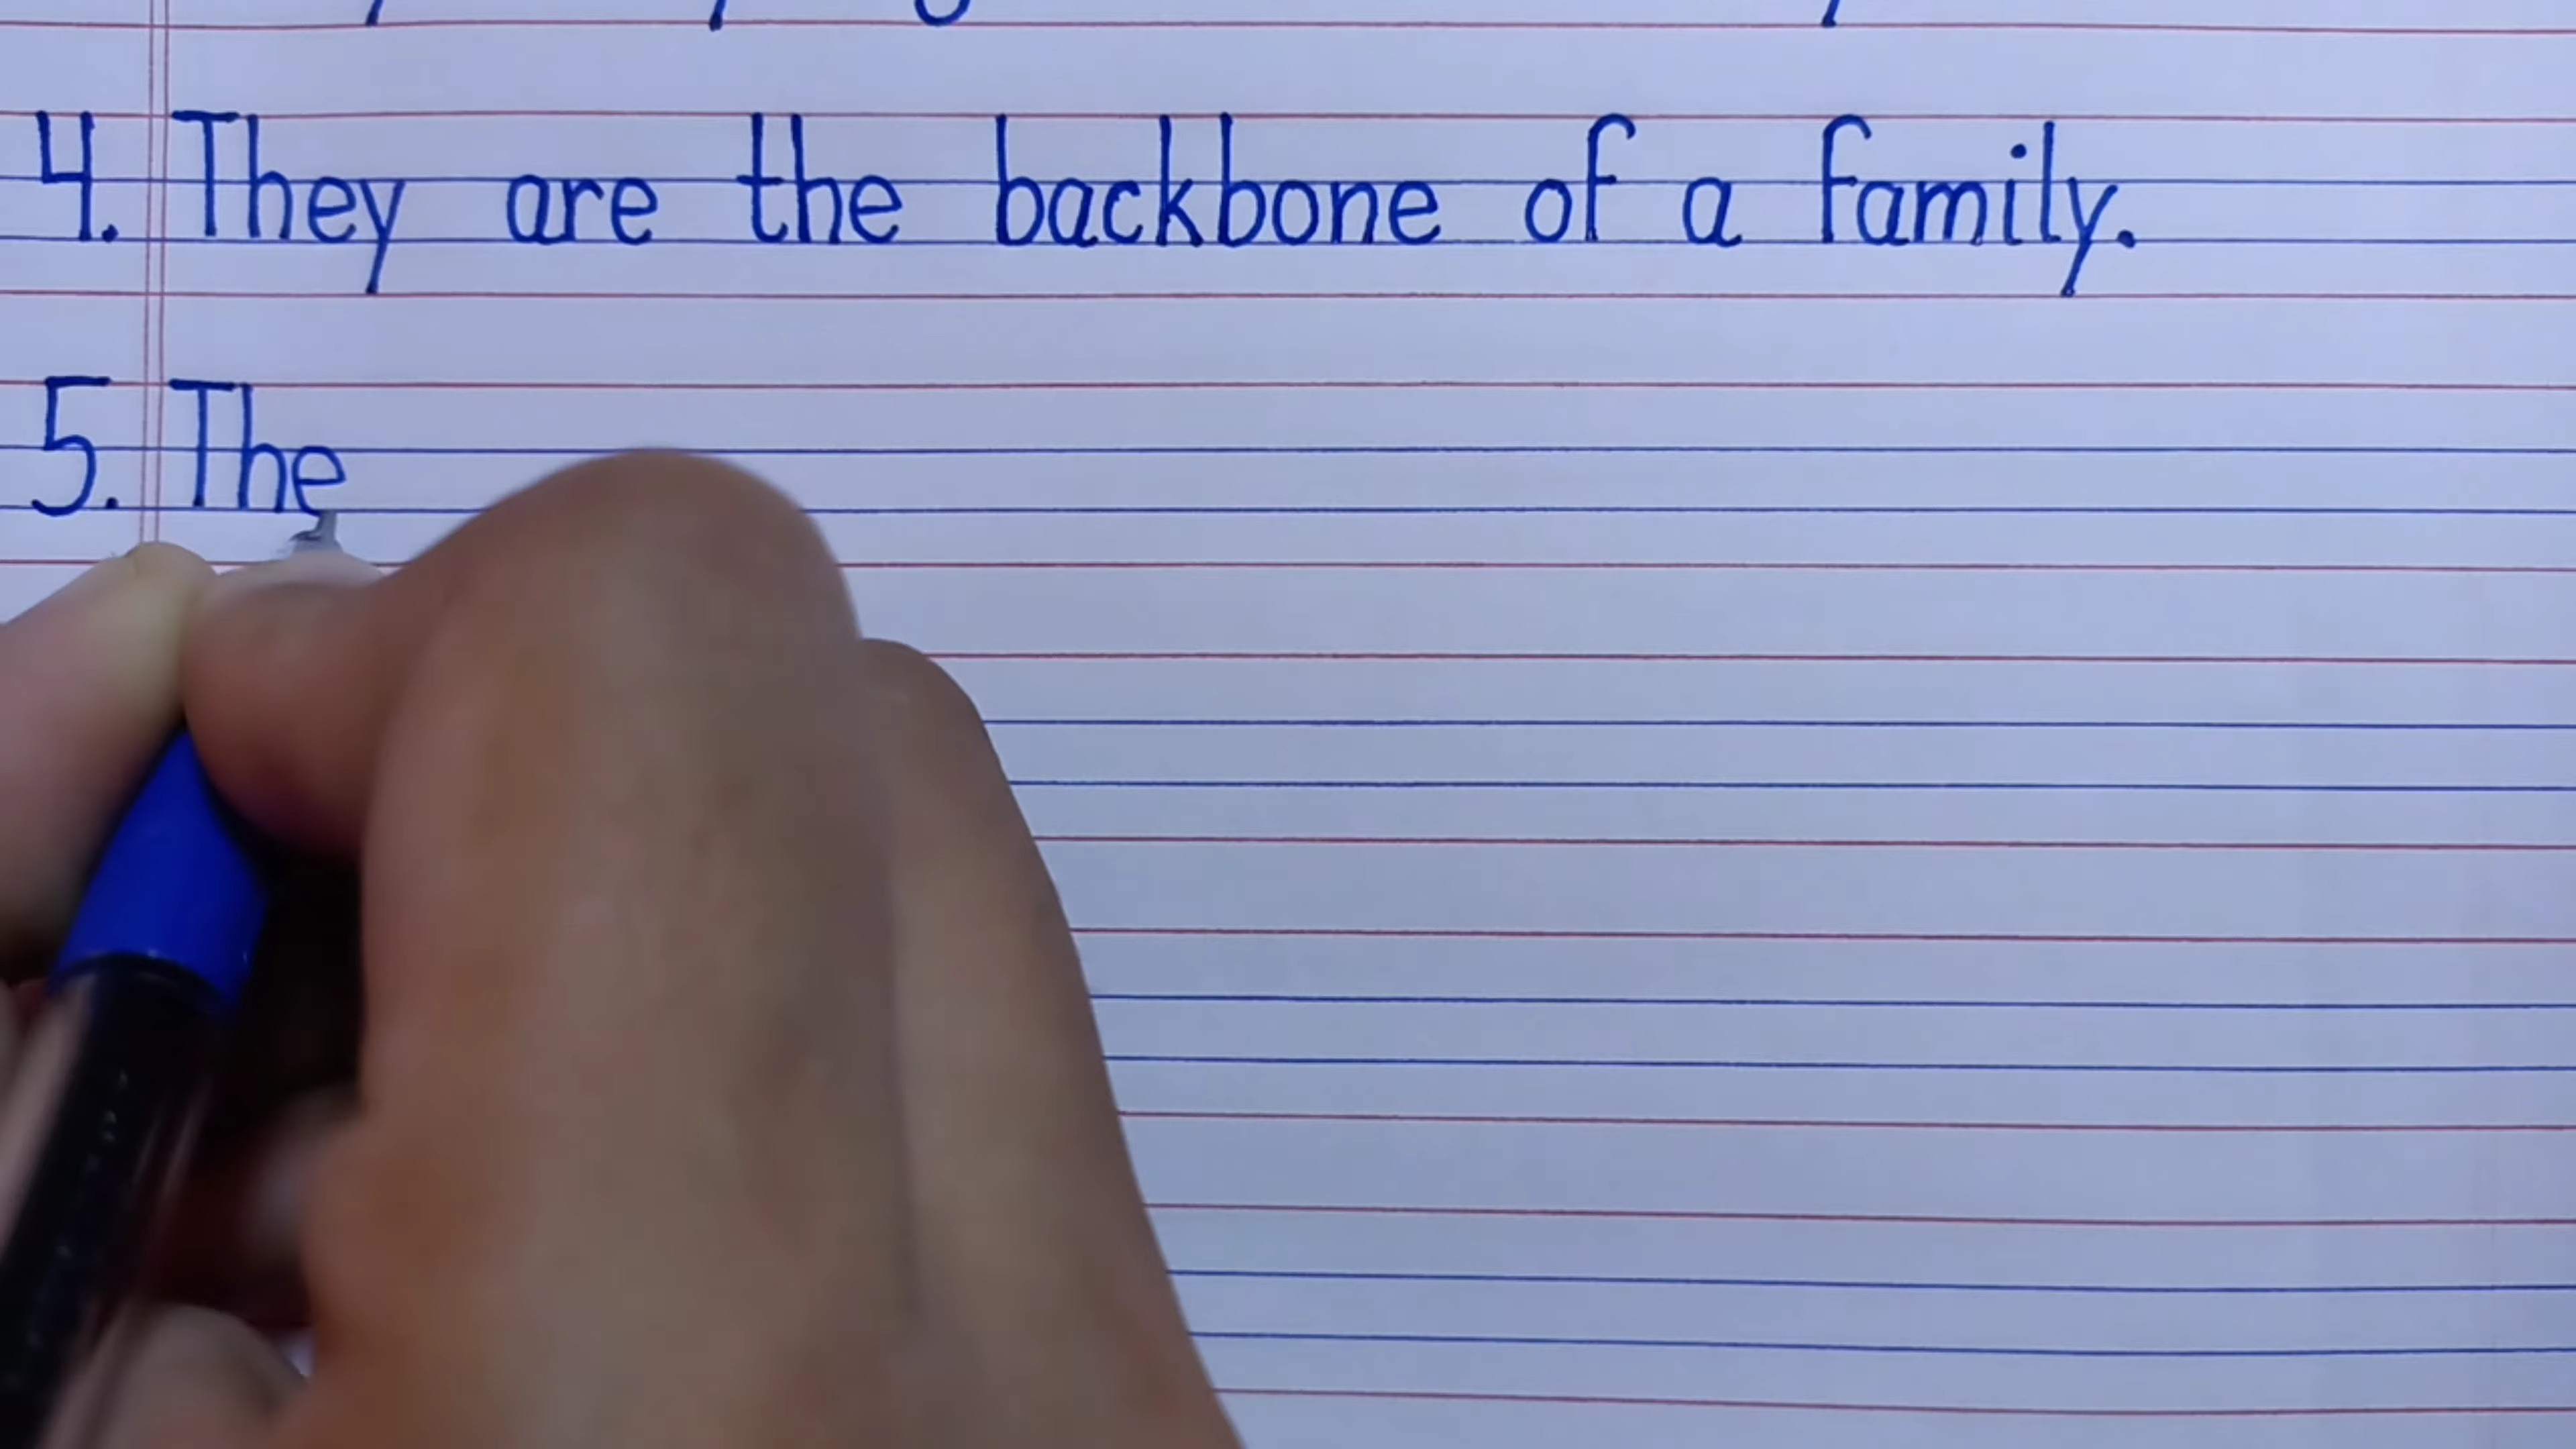 4. They are the backbone of a family.
5. The